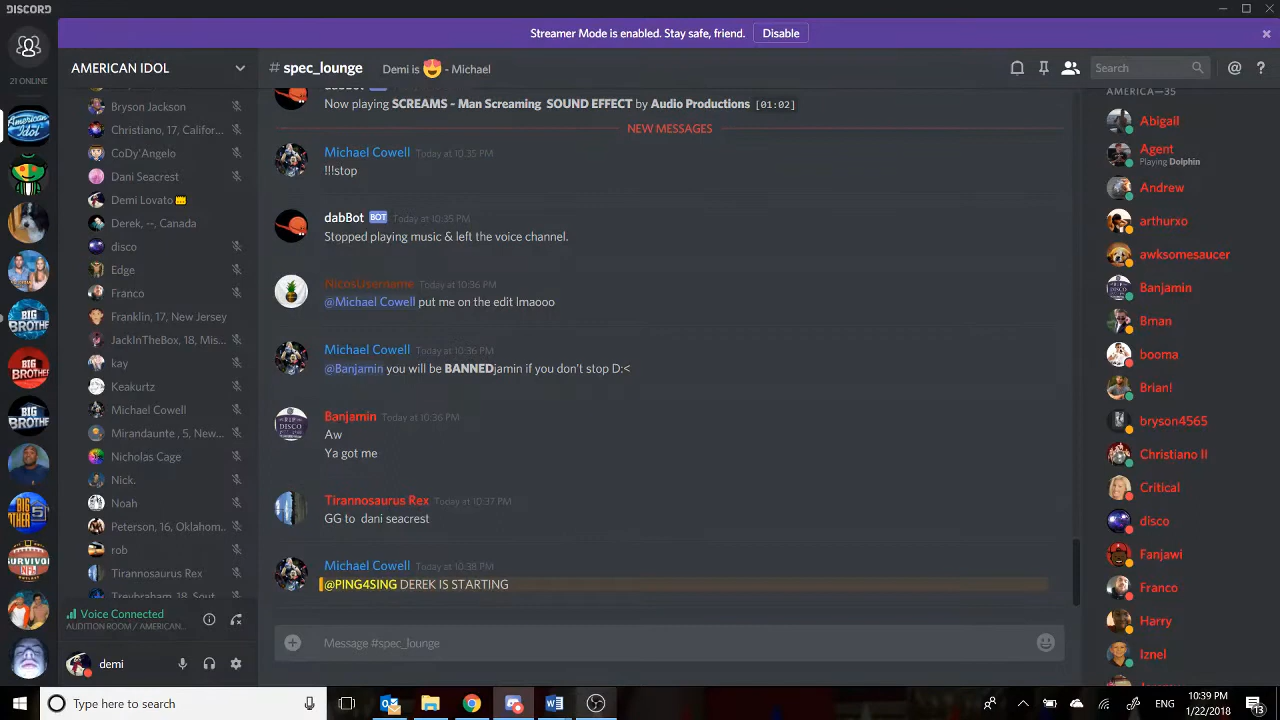 DISCORD
Streamer Mode is enabled. Stay safe, friend.
Disable
21 ONLINE
AMERICAN IDOL
# spec_lounge
Demi is 😍 - Michael
Search
Bryson Jackson
Christiano, 17, Califor...
CoDy'Angelo
Dani Seacrest
Demi Lovato
Derek, --, Canada
disco
Edge
Franco
Franklin, 17, New Jersey
JackInTheBox, 18, Mis...
kay
Keakurtz
Michael Cowell
Mirandaunte , 5, New...
Nicholas Cage
Nick.
Noah
Peterson, 16, Oklahom...
rob
Tirannosaurus Rex
Voice Connected
AUDITION ROOM / AMERICAN...
demi
Now playing SCREAMS - Man Screaming SOUND EFFECT by Audio Productions [01:02]
NEW MESSAGES
Michael Cowell Today at 10:35 PM
!!!stop
dabBot BOT Today at 10:35 PM
Stopped playing music & left the voice channel.
NicosUsername Today at 10:36 PM
@Michael Cowell put me on the edit lmaooo
Michael Cowell Today at 10:36 PM
@Banjamin you will be BANNEDjamin if you don't stop D:<
Banjamin Today at 10:36 PM
Aw
Ya got me
Tirannosaurus Rex Today at 10:37 PM
GG to dani seacrest
Michael Cowell Today at 10:38 PM
@PING4SING DEREK IS STARTING
Message #spec_lounge
AMERICA—35
Abigail
Agent
Playing Dolphin
Andrew
arthurxo
awksomesaucer
Banjamin
Bman
booma
Brian!
bryson4565
Christiano II
Critical
disco
Fanjawi
Franco
Harry
Iznel
Type here to search
ENG
10:39 PM
1/22/2018